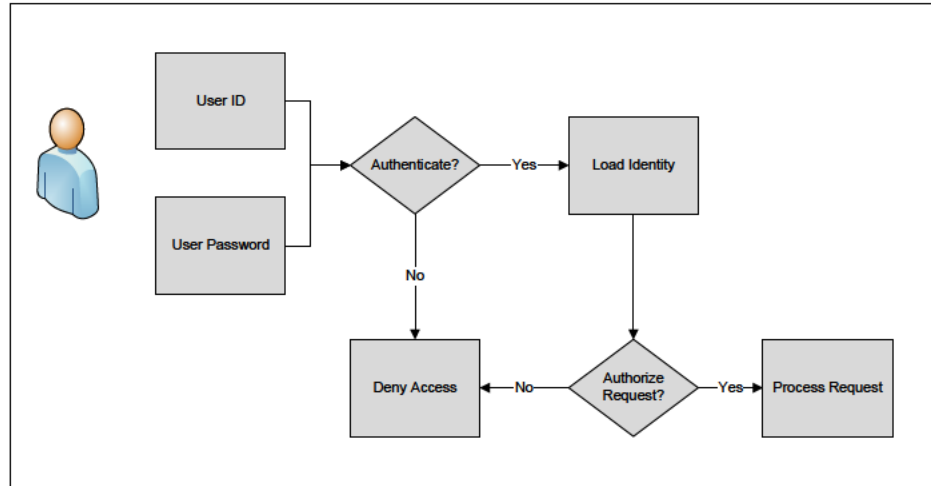 User ID
Authenticate?
Yes
Load Identity
User Password
No
Deny Access
No
Authorize
Request?
Yes
Process Request